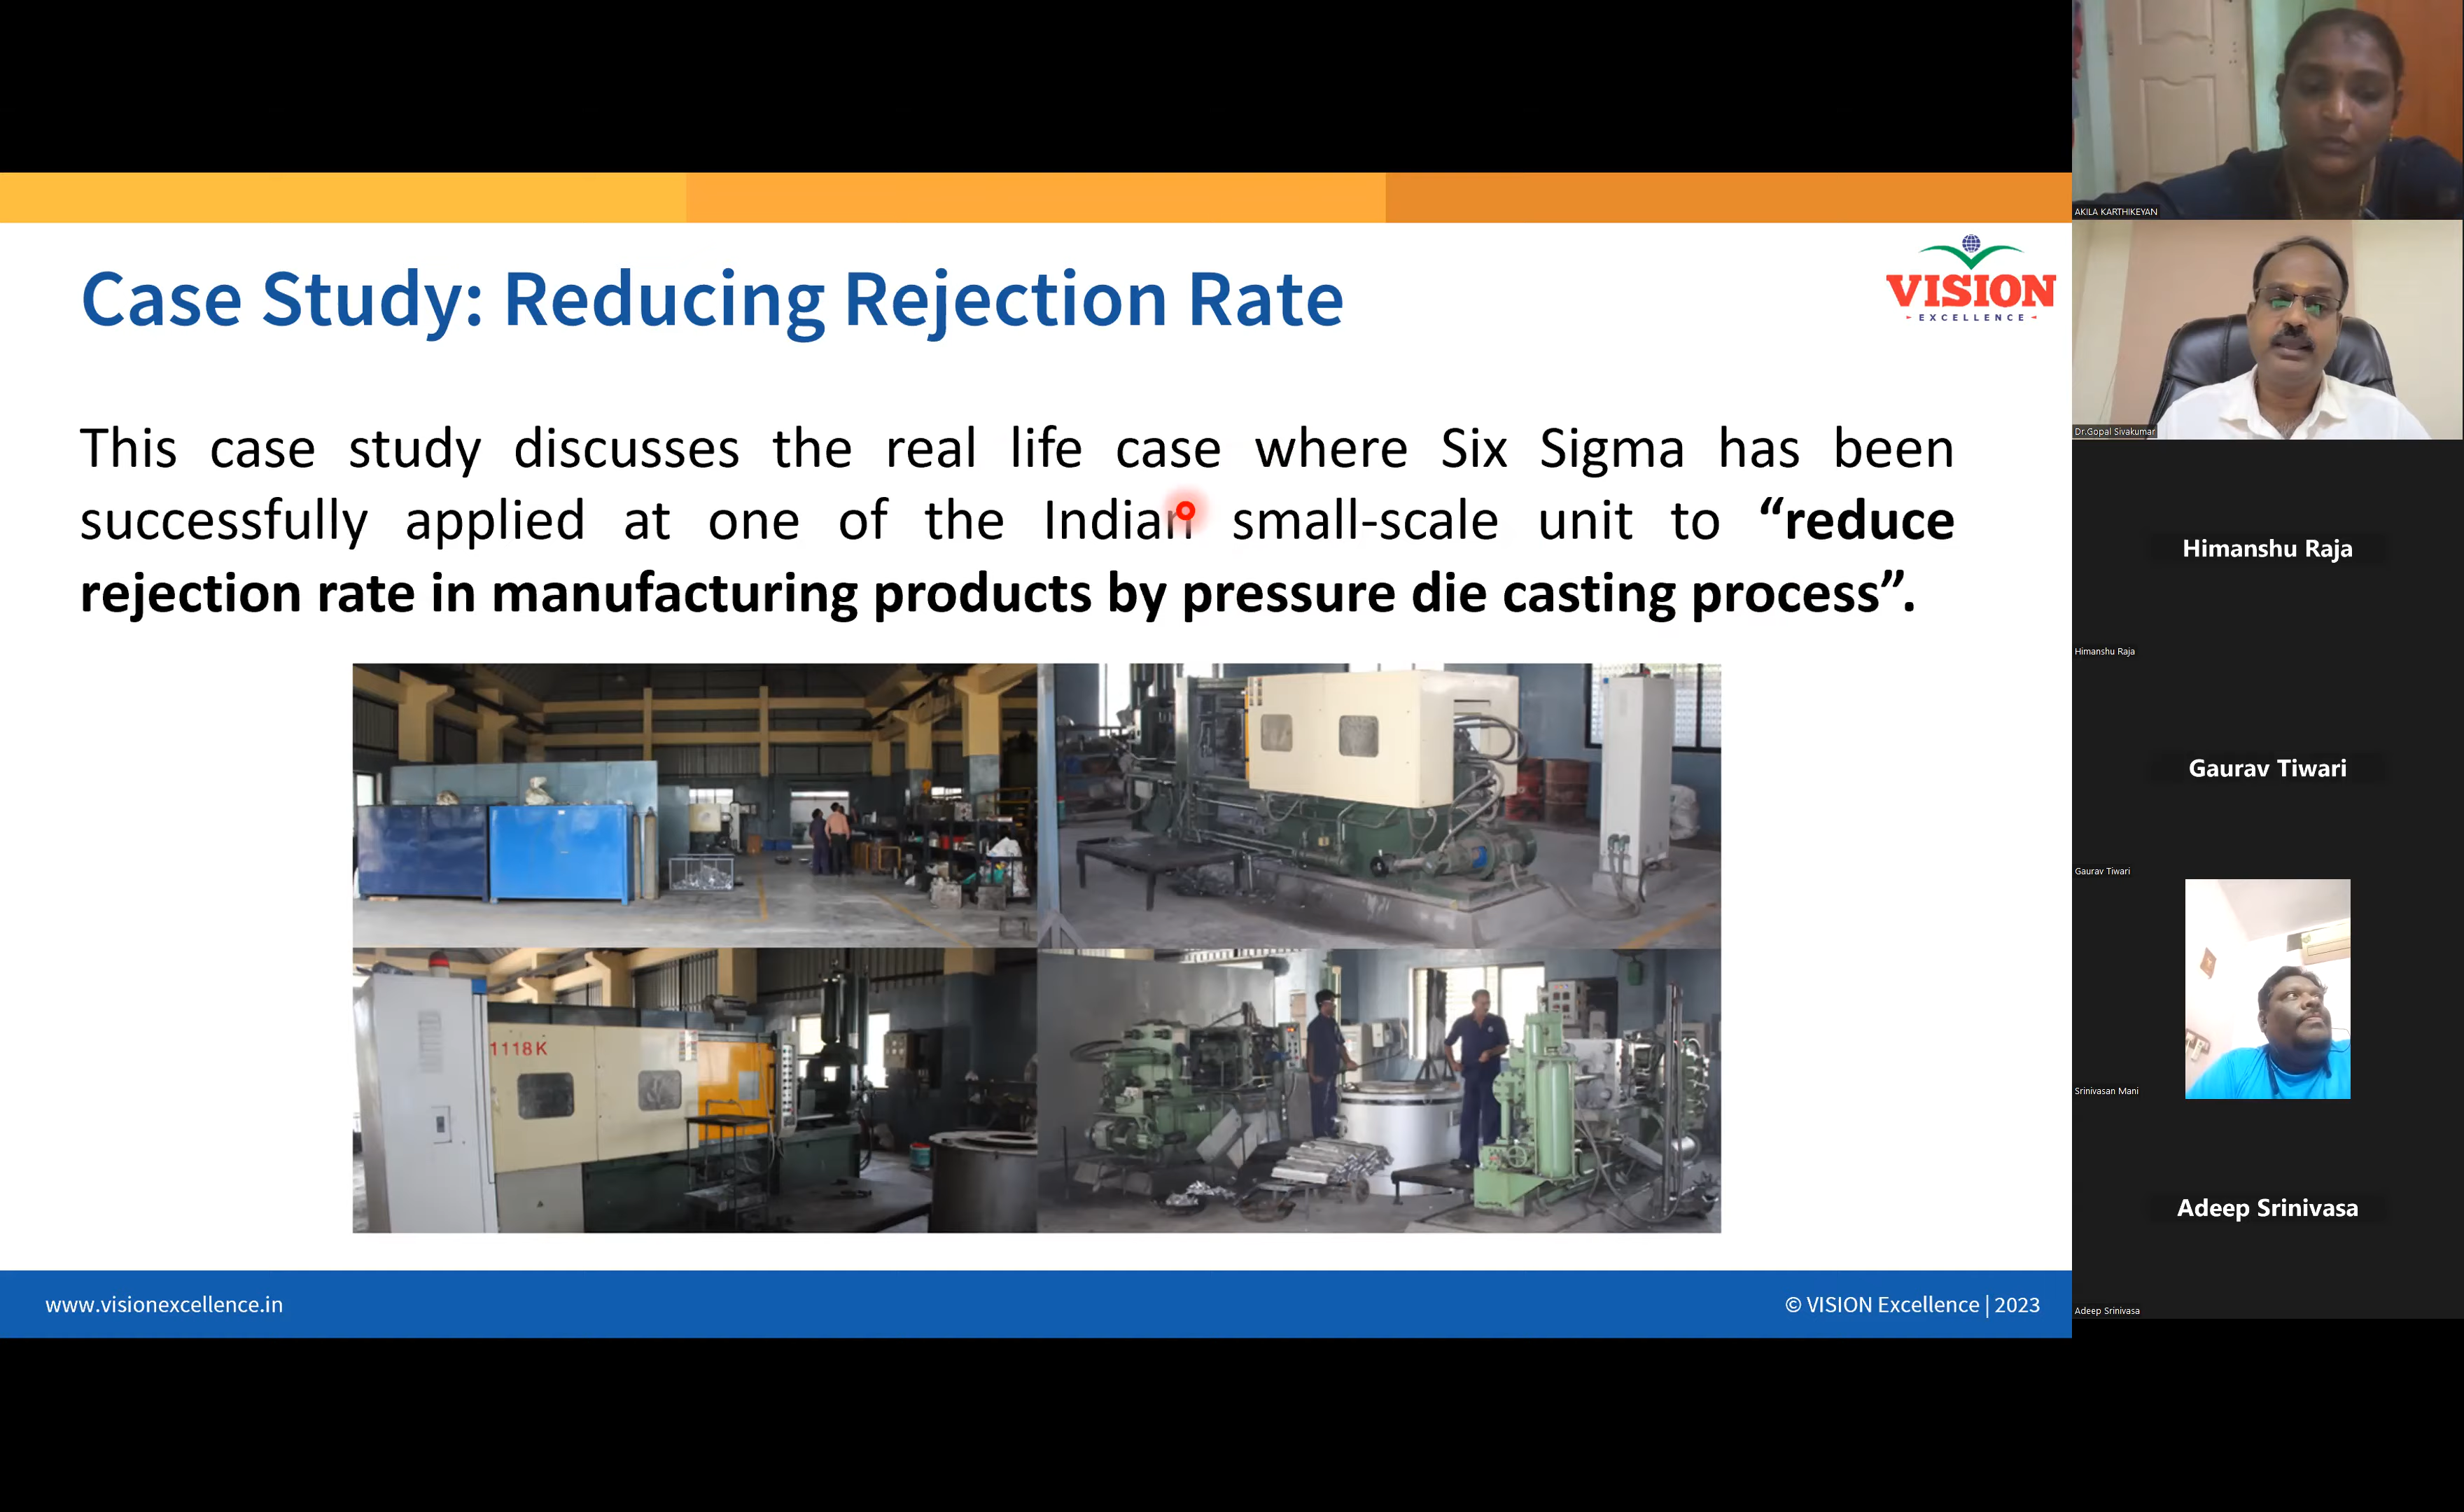 Case Study: Reducing Rejection Rate
VISION
EXCELLENCE
This case study discusses the real life case where Six Sigma has been
successfully applied at one of the Indian small-scale unit to “reduce
rejection rate in manufacturing products by pressure die casting process”.
1118K
www.visionexcellence.in
© VISION Excellence | 2023
AKILA KARTHIKEYAN
Dr.Gopal Sivakumar
Himanshu Raja
Himanshu Raja
Gaurav Tiwari
Gaurav Tiwari
Srinivasan Mani
Adeep Srinivasa
Adeep Srinivasa